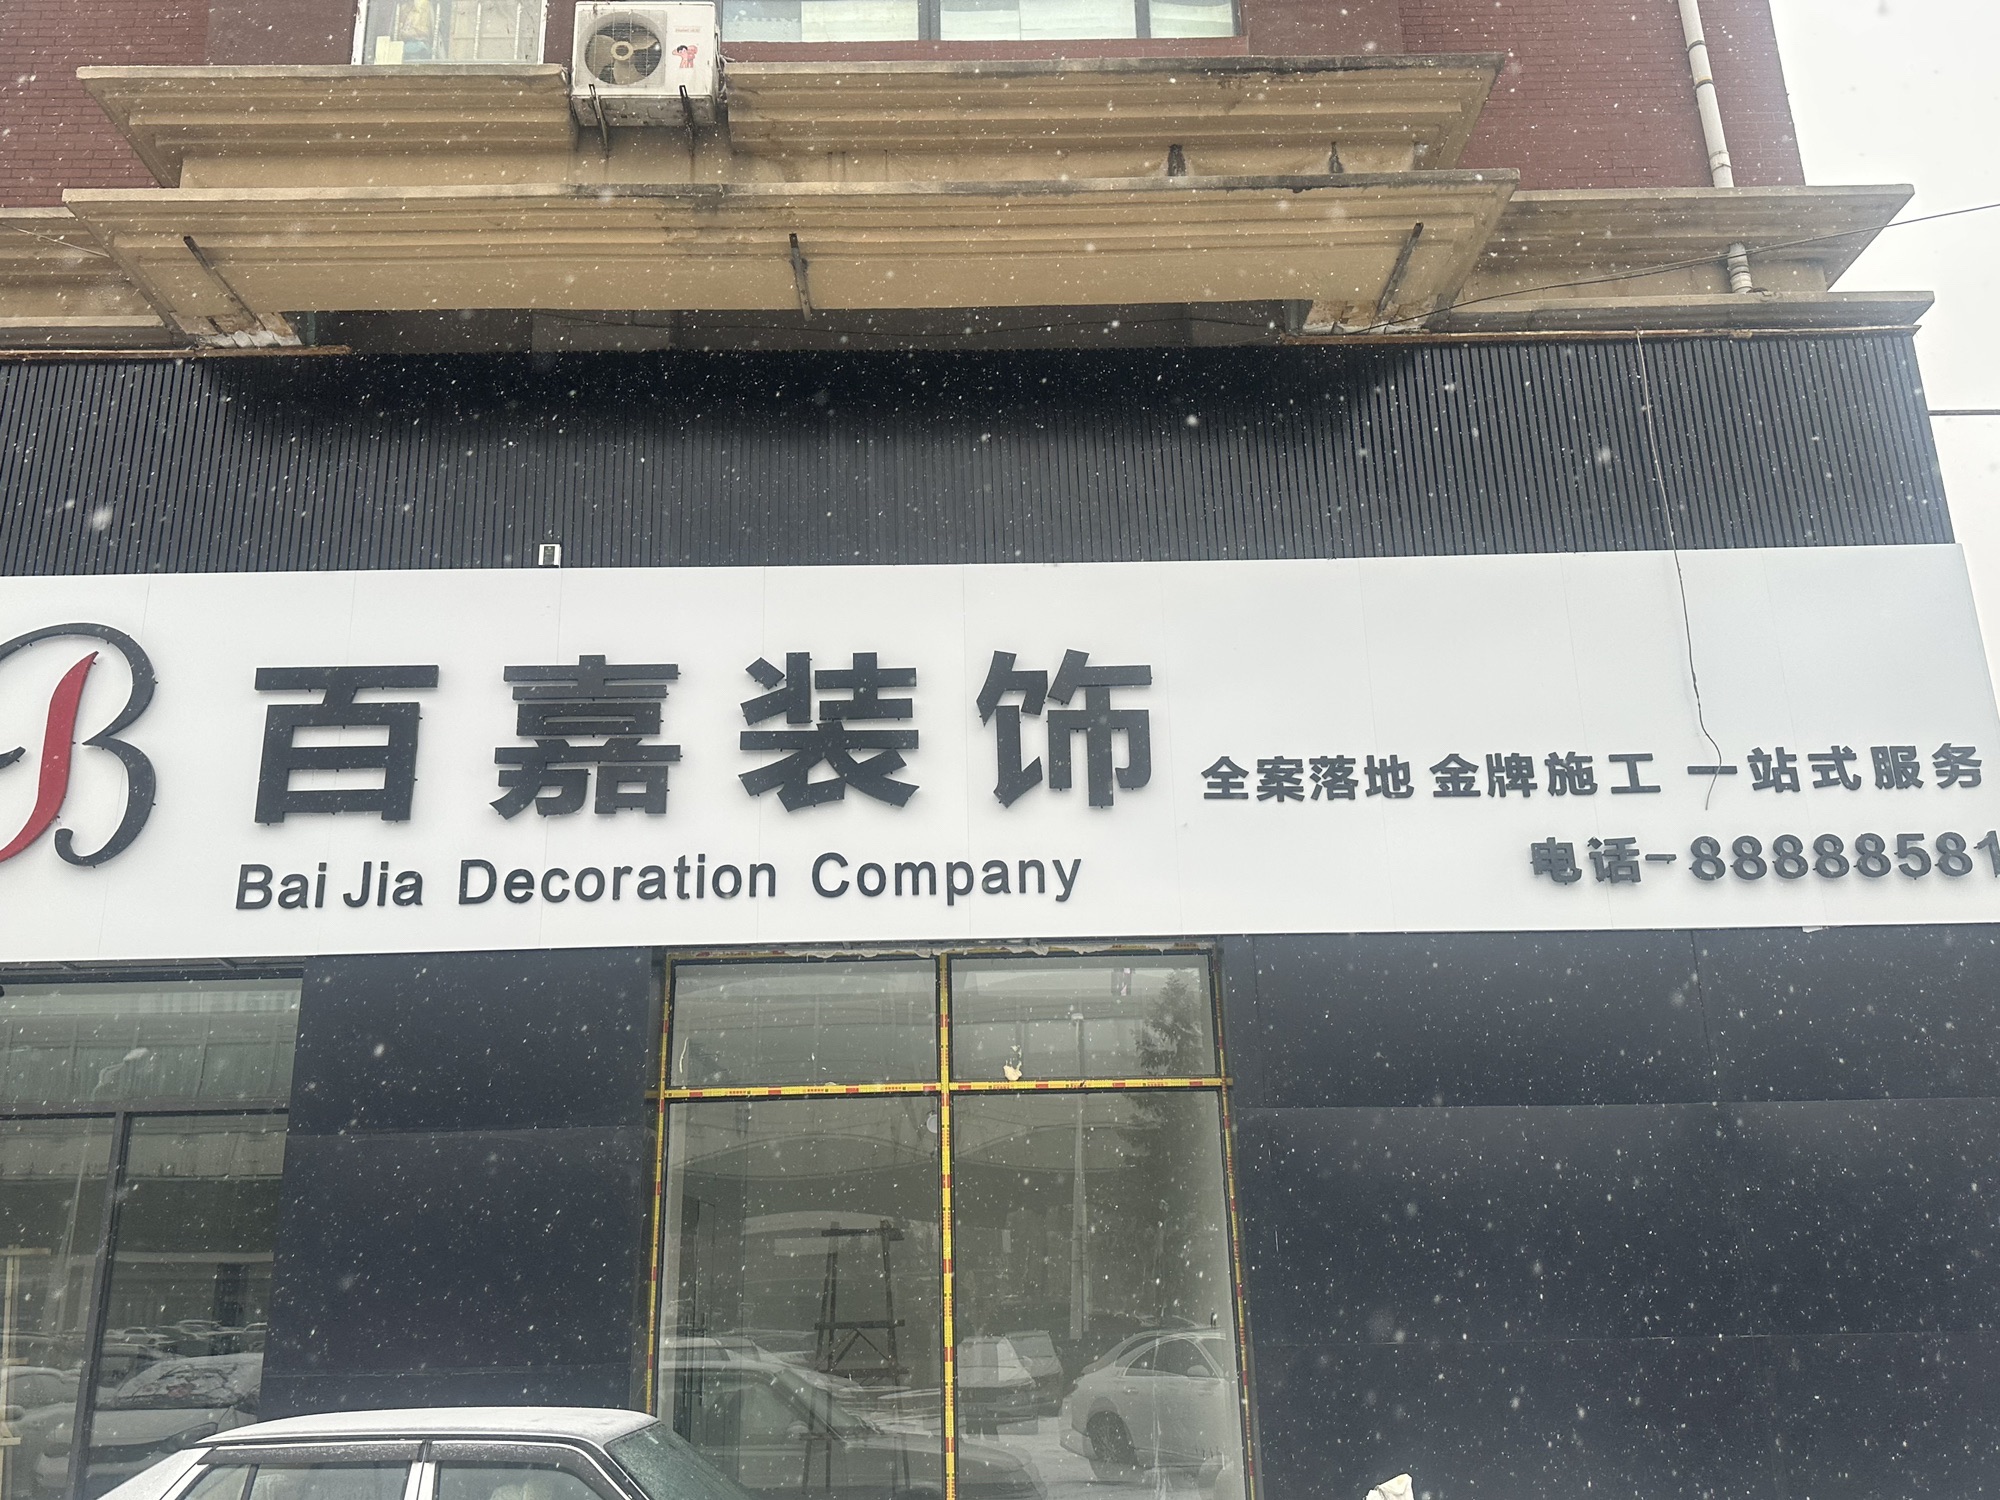 百嘉装饰
Bai Jia Decoration Company
全案落地 金牌施工 一站式服务
电话-88888581